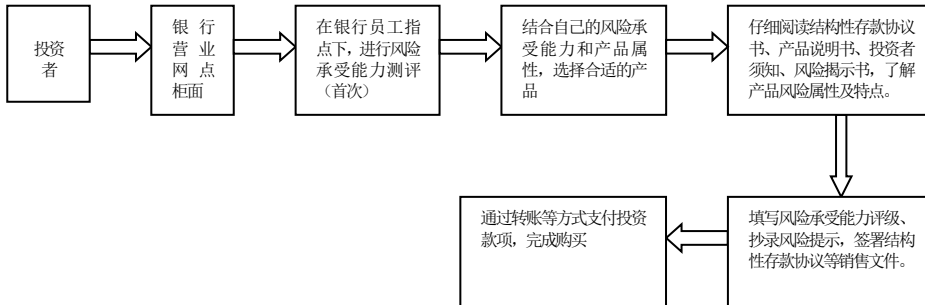 投资
者
银行
营业
网点
柜面
在银行员工指
点下，进行风险
承受能力测评
（首次）
结合自己的风险承
受能力和产品属
性，选择合适的产
品
仔细阅读结构性存款协议
书、产品说明书、投资者
须知、风险揭示书，了解
产品风险属性及特点。
填写风险承受能力评级、
抄录风险提示，签署结构
性存款协议等销售文件。
通过转账等方式支付投资
款项，完成购买